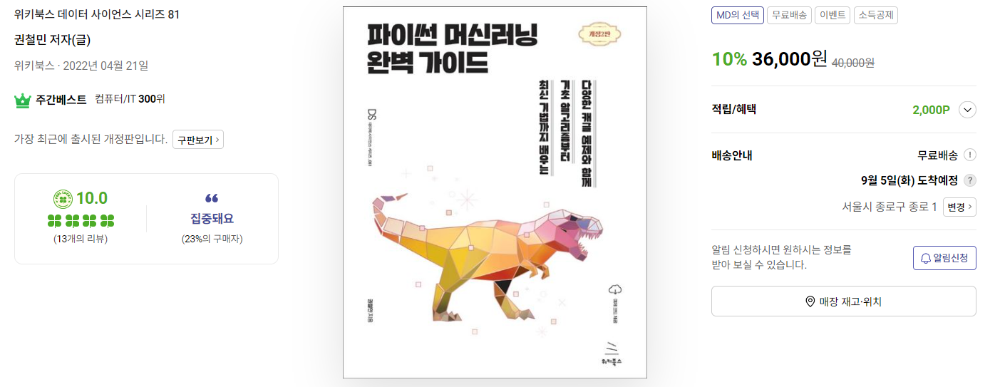 위키북스 데이터 사이언스 시리즈 81
권철민 저자(글)
위키북스 · 2022년 04월 21일
주간베스트 컴퓨터/IT 300위
가장 최근에 출시된 개정판입니다. 구판보기 >
10.0
(13개의 리뷰)
집중돼요
(23%의 구매자)
파이썬 머신러닝
완벽 가이드
개정2판
다양한 캐글 예제와 함께
기초 알고리즘부터
최신 기법까지 배우는
DS
권철민 지음
위키북스
MD의 선택 무료배송 이벤트 소득공제
10% 36,000원 40,000원
적립/혜택 2,000P
배송안내 무료배송 !
9월 5일(화) 도착예정 ?
서울시 종로구 종로 1 변경 >
알림 신청하시면 원하시는 정보를
받아 보실 수 있습니다.
알림신청
매장 재고·위치